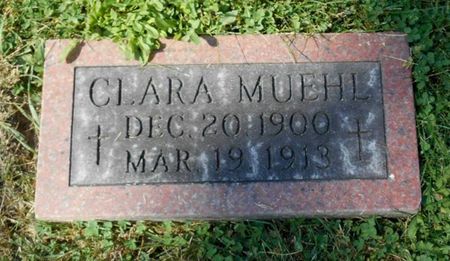 CLARA MUEHL
DEC. 20. 1900
MAR. 19. 1913